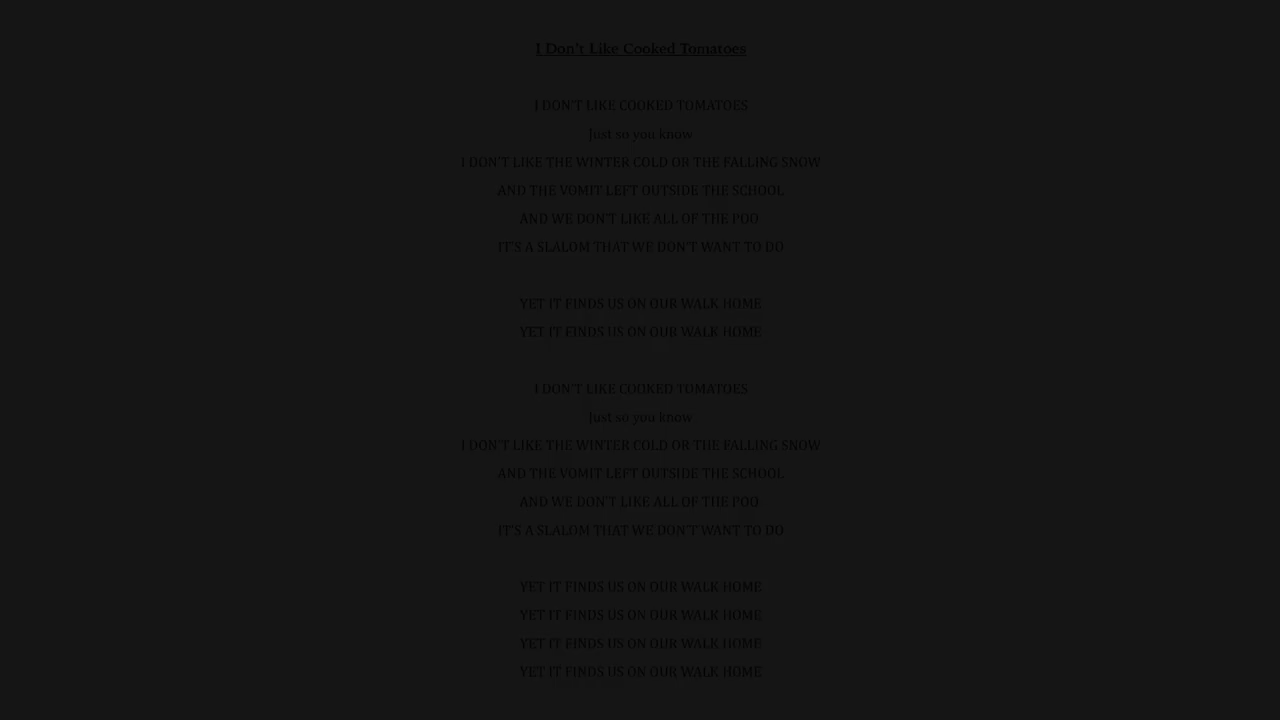 I Don't Like Cooked Tomatoes
I DON'T LIKE COOKED TOMATOES
Just so you know
I DON'T LIKE THE WINTER COLD OR THE FALLING SNOW
AND THE VOMIT LEFT OUTSIDE THE SCHOOL
AND WE DON'T LIKE ALL OF THE POO
IT'S A SLALOM THAT WE DON'T WANT TO DO
YET IT FINDS US ON OUR WALK HOME
YET IT FINDS US ON OUR WALK HOME
I DON'T LIKE COOKED TOMATOES
Just so you know
I DON'T LIKE THE WINTER COLD OR THE FALLING SNOW
AND THE VOMIT LEFT OUTSIDE THE SCHOOL
AND WE DON'T LIKE ALL OF THE POO
IT'S A SLALOM THAT WE DON'T WANT TO DO
YET IT FINDS US ON OUR WALK HOME
YET IT FINDS US ON OUR WALK HOME
YET IT FINDS US ON OUR WALK HOME
YET IT FINDS US ON OUR WALK HOME